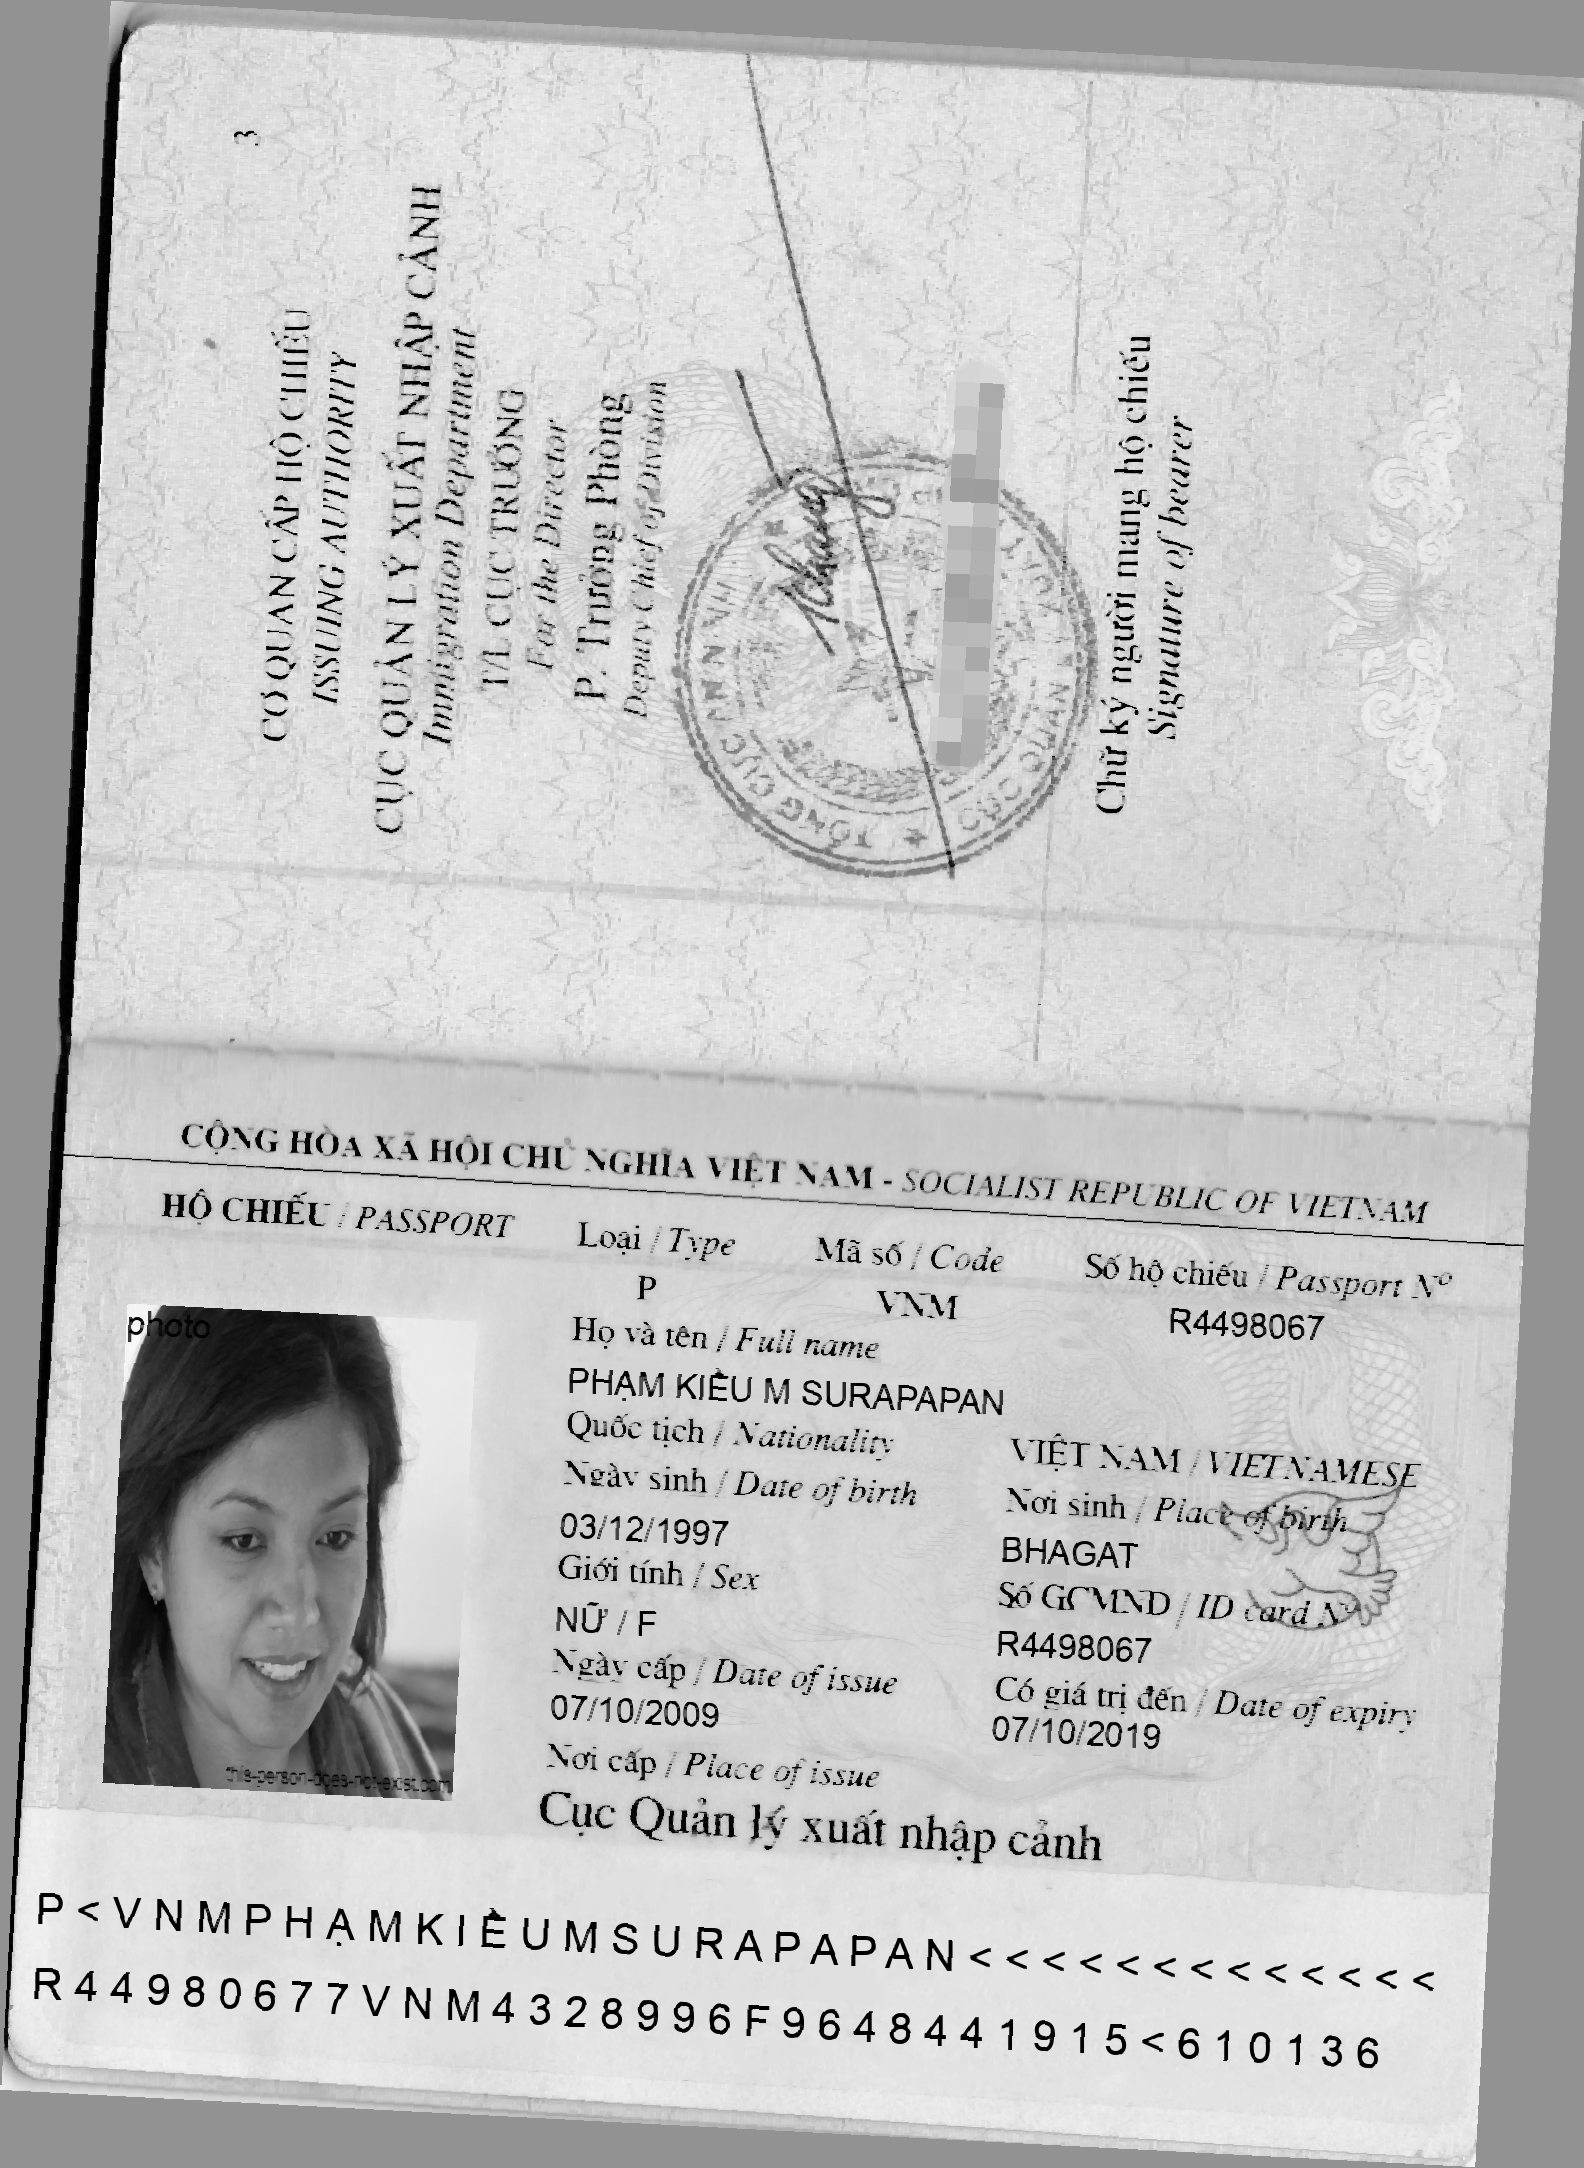 3
CƠ QUAN CẤP HỘ CHIẾU
ISSUING AUTHORITY
CỤC QUẢN LÝ XUẤT NHẬP CẢNH
Immigration Department
T/L CỤC TRƯỞNG
For the Director
P. Trưởng Phòng
Deputy Chief of Division
TỔNG CỤC AN NINH
Chữ ký người mang hộ chiếu
Signature of bearer
CỘNG HÒA XÃ HỘI CHỦ NGHĨA VIỆT NAM - SOCIALIST REPUBLIC OF VIETNAM
HỘ CHIẾU / PASSPORT
Loại / Type
Mã số / Code
Số hộ chiếu / Passport Nº
P
VNM
R4498067
photo
Họ và tên / Full name
PHẠM KIỀU M SURAPAPAN
Quốc tịch / Nationality
VIỆT NAM / VIETNAMESE
Ngày sinh / Date of birth
Nơi sinh / Place of birth
03/12/1997
BHAGAT
Giới tính / Sex
Số GCMND / ID card Nº
NỮ / F
R4498067
Ngày cấp / Date of issue
Có giá trị đến / Date of expiry
07/10/2009
07/10/2019
Nơi cấp / Place of issue
this-person-does-not-exist.com
Cục Quản lý xuất nhập cảnh
P<VNMPHẠMKIỀUMSURAPAPAN<<<<<<<<<<<<<
R44980677VNM4328996F9648441915<610136